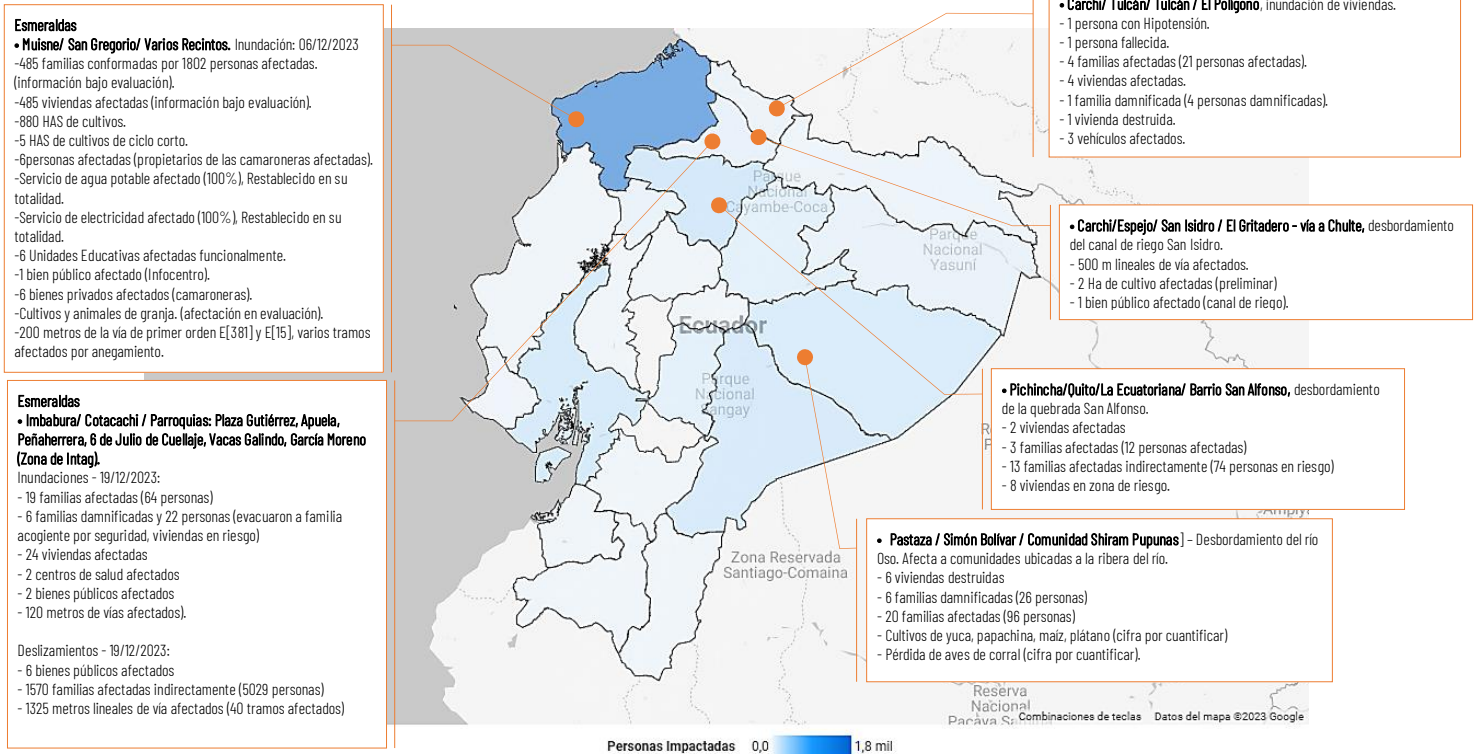 Esmeraldas
• Muisne/ San Gregorio/ Varios Recintos. Inundación: 06/12/2023
-485 familias conformadas por 1802 personas afectadas.
(información bajo evaluación).
-485 viviendas afectadas (información bajo evaluación).
-880 HAS de cultivos.
-5 HAS de cultivos de ciclo corto.
-6personas afectadas (propietarios de las camaroneras afectadas).
-Servicio de agua potable afectado (100%), Restablecido en su
totalidad.
-Servicio de electricidad afectado (100%), Restablecido en su
totalidad.
-6 Unidades Educativas afectadas funcionalmente.
-1 bien público afectado (Infocentro).
-6 bienes privados afectados (camaroneras).
-Cultivos y animales de granja. (afectación en evaluación).
-200 metros de la vía de primer orden E[381] y E[15], varios tramos
afectados por anegamiento.
Esmeraldas
• Imbabura/ Cotacachi / Parroquias: Plaza Gutiérrez, Apuela,
Peñaherrera, 6 de Julio de Cuellaje, Vacas Galindo, García Moreno
(Zona de Intag).
Inundaciones - 19/12/2023:
- 19 familias afectadas (64 personas)
- 6 familias damnificadas y 22 personas (evacuaron a familia
acogiente por seguridad, viviendas en riesgo)
- 24 viviendas afectadas
- 2 centros de salud afectados
- 2 bienes públicos afectados
- 120 metros de vías afectados).
Deslizamientos - 19/12/2023:
- 6 bienes públicos afectados
- 1570 familias afectadas indirectamente (5029 personas)
- 1325 metros lineales de vía afectados (40 tramos afectados)
• Carchi/ Tulcán/ Tulcán / El Polígono, inundación de viviendas.
- 1 persona con Hipotensión.
- 1 persona fallecida.
- 4 familias afectadas (21 personas afectadas).
- 4 viviendas afectadas.
- 1 familia damnificada (4 personas damnificadas).
- 1 vivienda destruida.
- 3 vehículos afectados.
• Carchi/Espejo/ San Isidro / El Gritadero - vía a Chulte, desbordamiento
del canal de riego San Isidro.
- 500 m lineales de vía afectados.
- 2 Ha de cultivo afectadas (preliminar)
- 1 bien público afectado (canal de riego).
• Pichincha/Quito/La Ecuatoriana/ Barrio San Alfonso, desbordamiento
de la quebrada San Alfonso.
- 2 viviendas afectadas
- 3 familias afectadas (12 personas afectadas)
- 13 familias afectadas indirectamente (74 personas en riesgo)
- 8 viviendas en zona de riesgo.
• Pastaza / Simón Bolívar / Comunidad Shiram Pupunas] - Desbordamiento del río
Oso. Afecta a comunidades ubicadas a la ribera del río.
- 6 viviendas destruidas
- 6 familias damnificadas (26 personas)
- 20 familias afectadas (96 personas)
- Cultivos de yuca, papachina, maíz, plátano (cifra por cuantificar)
- Pérdida de aves de corral (cifra por cuantificar).
Parque
Nacional
Cayambe-Coca
Parque
Nacional
Yasuní
Ecuador
Parque
Nacional
Sangay
Zona Reservada
Santiago-Comaina
Reserva
Nacional
Pacaya Sa
Combinaciones de teclas Datos del mapa ©2023 Google
Personas Impactadas 0,0 1,8 mil